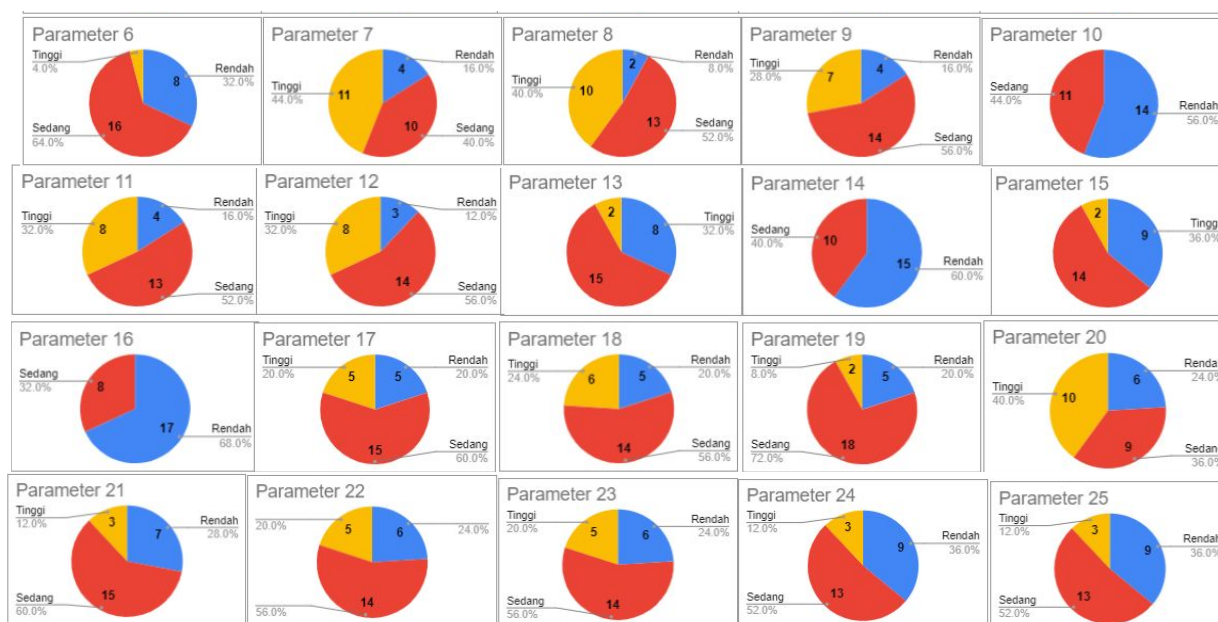 Parameter 6
Tinggi
4.0%
Rendah
32.0%
8
16
Sedang
64.0%
Parameter 7
Rendah
16.0%
4
Tinggi
44.0%
11
10
Sedang
40.0%
Parameter 8
Rendah
8.0%
2
Tinggi
40.0%
10
13
Sedang
52.0%
Parameter 9
Rendah
16.0%
4
Tinggi
28.0%
7
14
Sedang
56.0%
Parameter 10
Sedang
44.0%
11
14
Rendah
56.0%
Parameter 11
Rendah
16.0%
4
Tinggi
32.0%
8
13
Sedang
52.0%
Parameter 12
Rendah
12.0%
3
Tinggi
32.0%
8
14
Sedang
56.0%
Parameter 13
2
Tinggi
32.0%
8
15
Parameter 14
Sedang
40.0%
10
15
Rendah
60.0%
Parameter 15
2
9
36.0%
14
Parameter 16
Sedang
32.0%
8
17
Rendah
68.0%
Parameter 17
Tinggi
20.0%
5
5
Rendah
20.0%
15
Sedang
60.0%
Parameter 18
Tinggi
24.0%
6
5
Rendah
20.0%
14
Sedang
56.0%
Parameter 19
Tinggi
8.0%
2
5
Rendah
20.0%
Sedang
72.0%
18
Parameter 20
24.0%
6
Tinggi
40.0%
10
9
36.0%
Parameter 21
Tinggi
12.0%
3
7
Rendah
28.0%
Sedang
60.0%
15
Parameter 22
20.0%
5
6
24.0%
56.0%
14
Parameter 23
Tinggi
20.0%
5
6
Rendah
24.0%
Sedang
56.0%
14
Parameter 24
Tinggi
12.0%
3
9
Rendah
36.0%
Sedang
52.0%
13
Parameter 25
Tinggi
12.0%
3
9
Rendah
36.0%
Sedang
52.0%
13